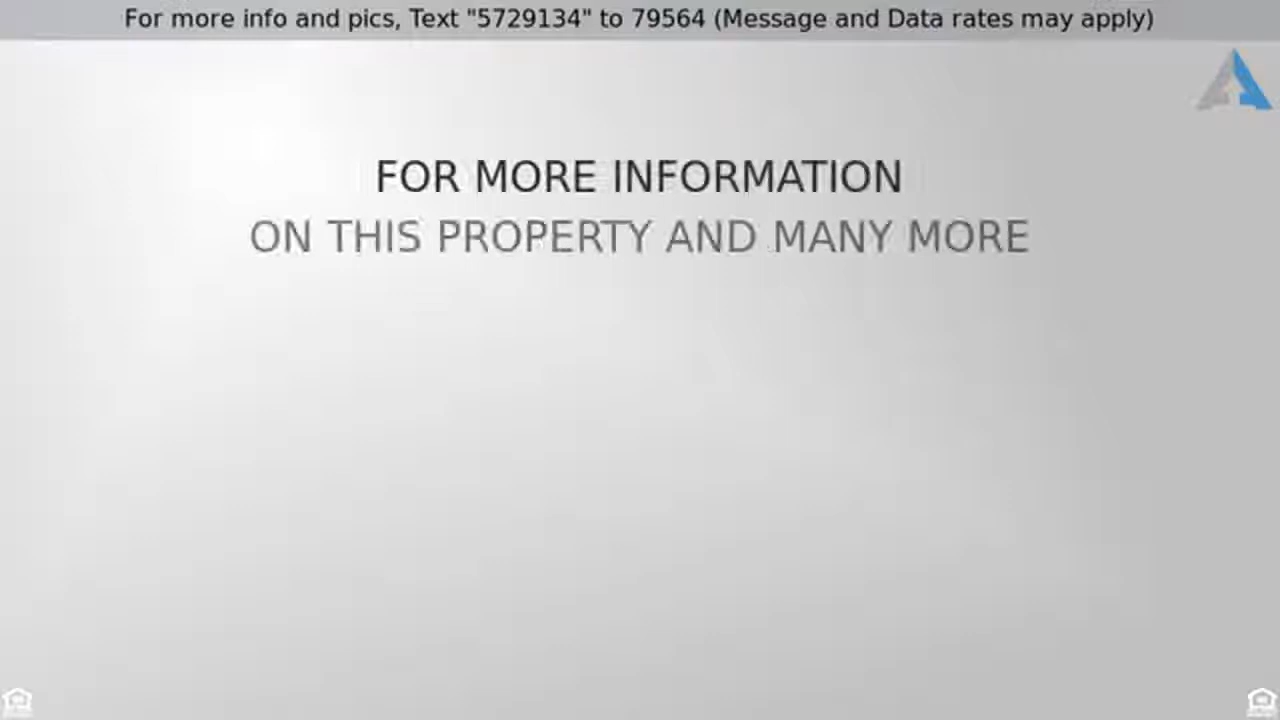 For more info and pics, Text "5729134" to 79564 (Message and Data rates may apply)
FOR MORE INFORMATION
ON THIS PROPERTY AND MANY MORE